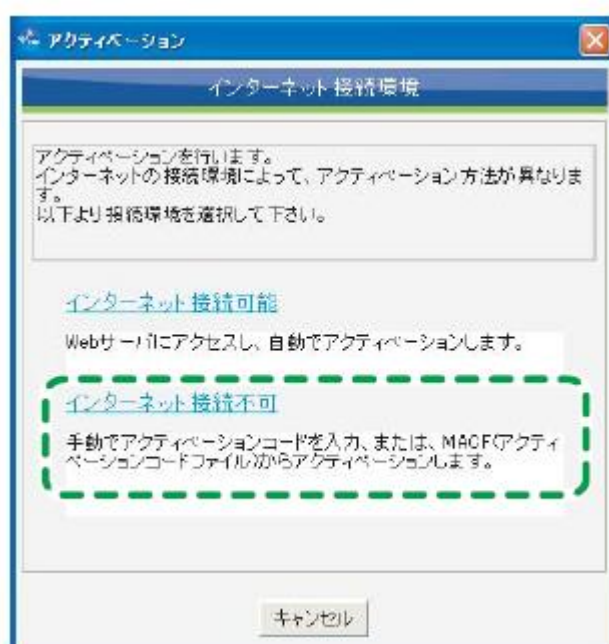 アクティベーション
インターネット接続環境
アクティベーションを行います。
インターネットの接続環境によって、アクティベーション方法が異なりま
す。
以下より接続環境を選択して下さい。
インターネット接続可能
Webサーバにアクセスし、自動でアクティベーションします。
インターネット接続不可
手動でアクティベーションコードを入力、または、MACF(アクティ
ベーションコードファイル)からアクティベーションします。
キャンセル